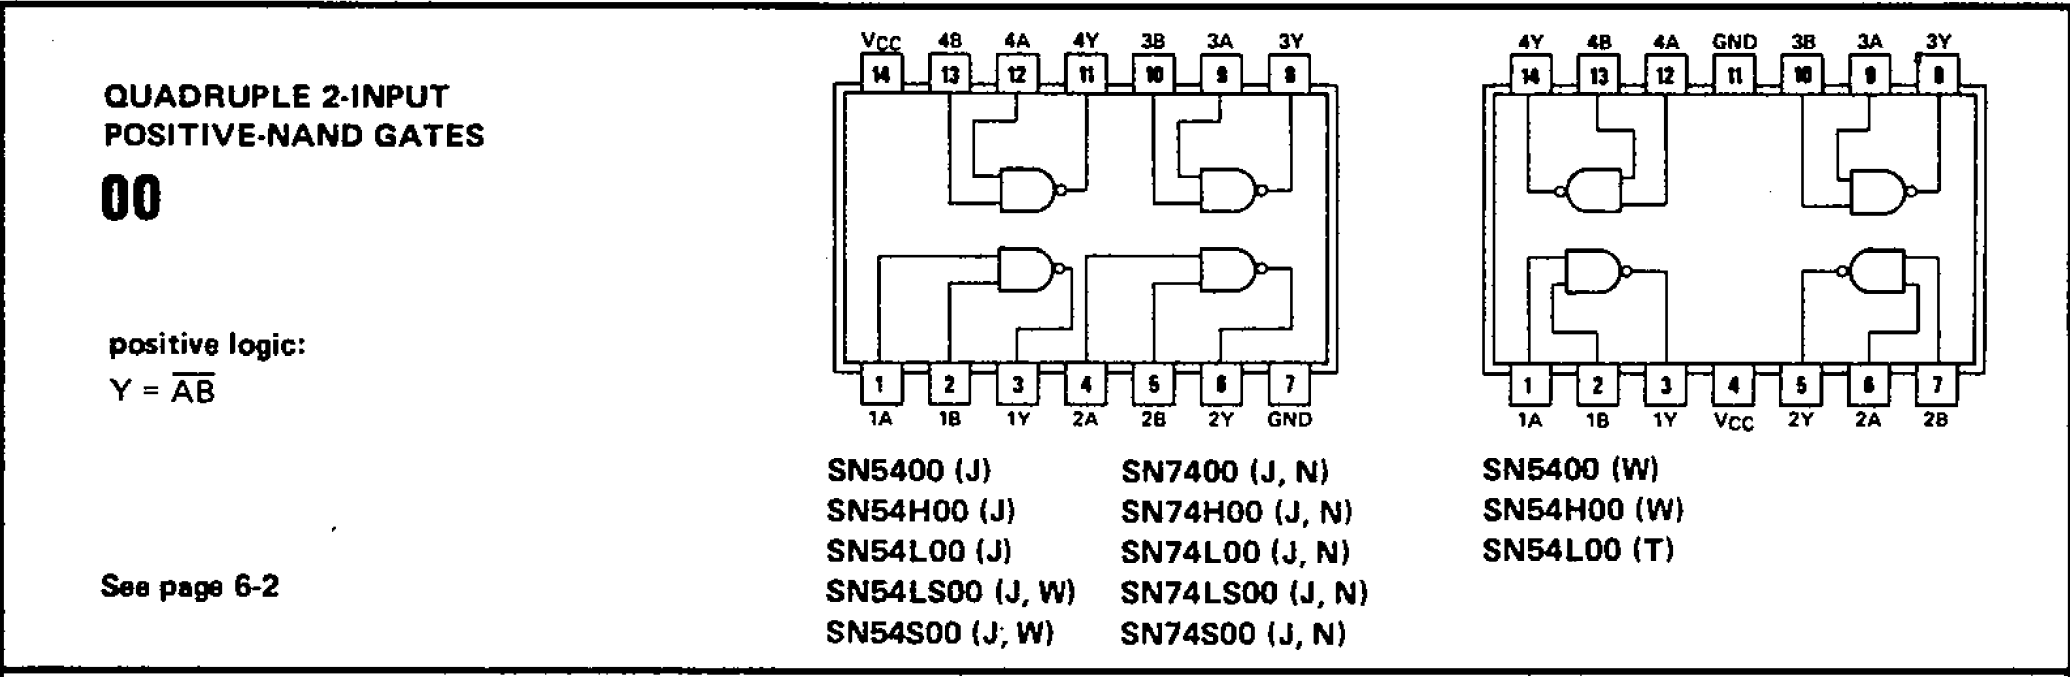 QUADRUPLE 2-INPUT
POSITIVE-NAND GATES
00
positive logic:
Y = A̅B̅
See page 6-2
VCC 4B 4A 4Y 3B 3A 3Y
14 13 12 11 10 9 8
1 2 3 4 5 6 7
1A 1B 1Y 2A 2B 2Y GND
SN5400 (J) SN7400 (J, N)
SN54H00 (J) SN74H00 (J, N)
SN54L00 (J) SN74L00 (J, N)
SN54LS00 (J, W) SN74LS00 (J, N)
SN54S00 (J, W) SN74S00 (J, N)
4Y 4B 4A GND 3B 3A 3Y
14 13 12 11 10 9 8
1 2 3 4 5 6 7
1A 1B 1Y VCC 2Y 2A 2B
SN5400 (W)
SN54H00 (W)
SN54L00 (T)